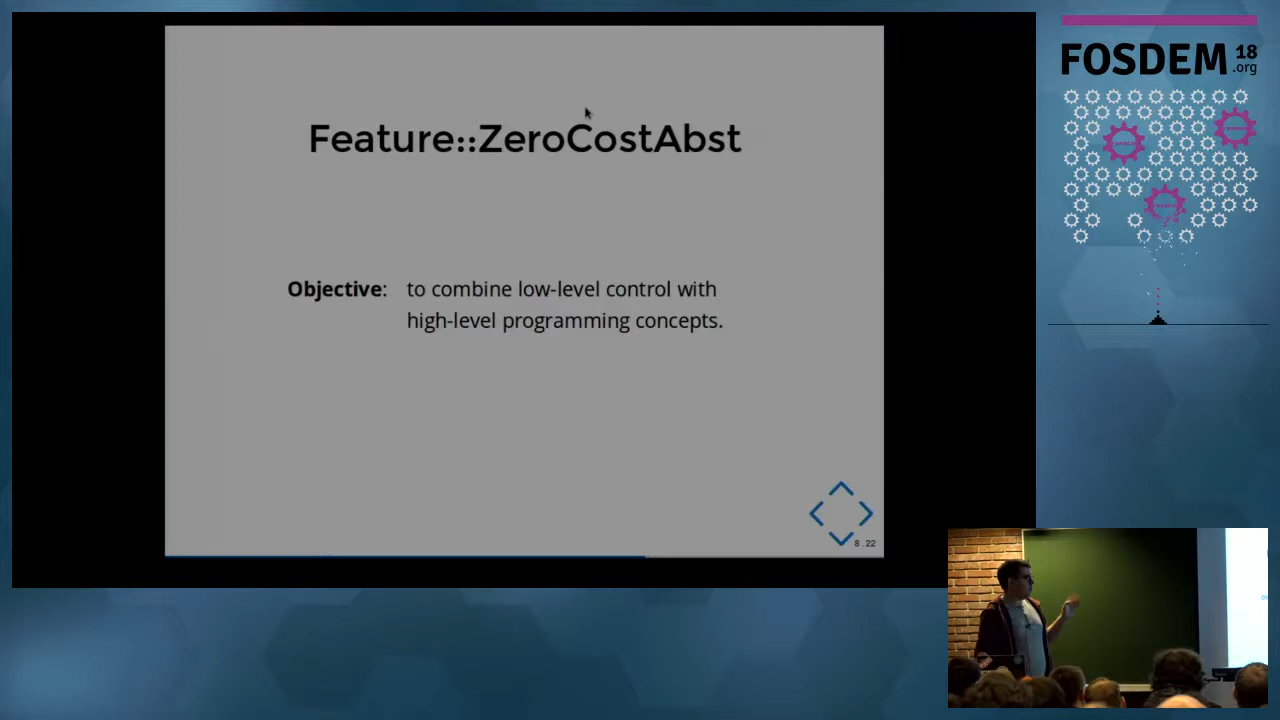 Feature::ZeroCostAbst
Objective: to combine low-level control with
high-level programming concepts.
8.22
FOSDEM 18
.org